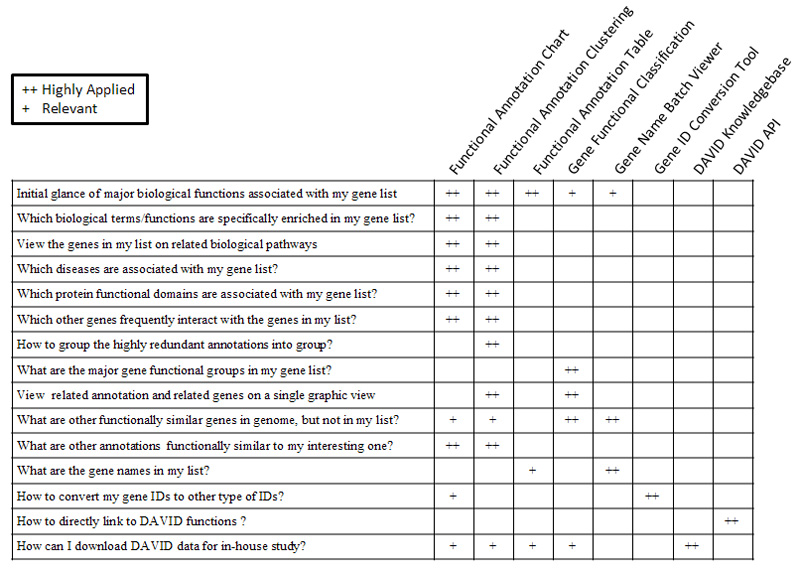 ++ Highly Applied
+ Relevant
Functional Annotation Chart
Functional Annotation Clustering
Functional Annotation Table
Gene Functional Classification
Gene Name Batch Viewer
Gene ID Conversion Tool
DAVID Knowledgebase
DAVID API
Initial glance of major biological functions associated with my gene list ++ ++ ++ + +
Which biological terms/functions are specifically enriched in my gene list? ++ ++
View the genes in my list on related biological pathways ++ ++
Which diseases are associated with my gene list? ++ ++
Which protein functional domains are associated with my gene list? ++ ++
Which other genes frequently interact with the genes in my list? ++ ++
How to group the highly redundant annotations into group? ++
What are the major gene functional groups in my gene list? ++
View related annotation and related genes on a single graphic view ++ ++
What are other functionally similar genes in genome, but not in my list? + + ++ ++
What are other annotations functionally similar to my interesting one? ++ ++
What are the gene names in my list? + ++
How to convert my gene IDs to other type of IDs? + ++
How to directly link to DAVID functions ? ++
How can I download DAVID data for in-house study? + + + + ++